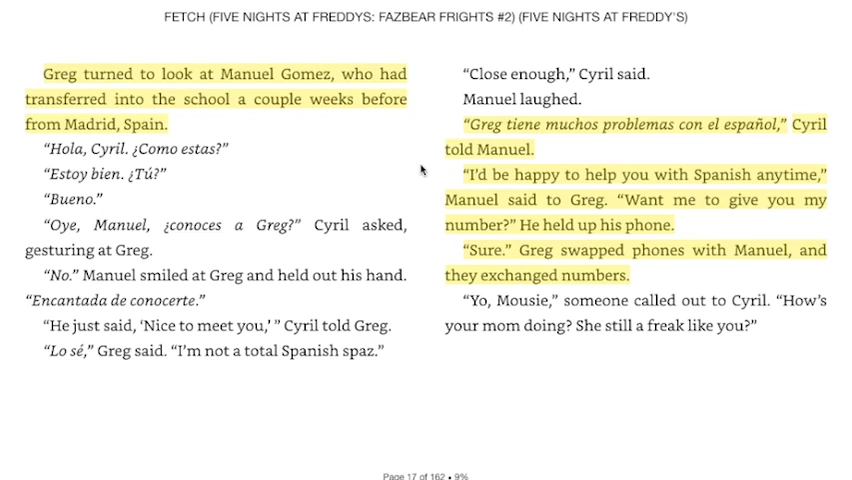 FETCH (FIVE NIGHTS AT FREDDYS: FAZBEAR FRIGHTS #2) (FIVE NIGHTS AT FREDDY'S)
Greg turned to look at Manuel Gomez, who had
transferred into the school a couple weeks before
from Madrid, Spain.
“Hola, Cyril. ¿Como estas?”
“Estoy bien. ¿Tú?”
“Bueno.”
“Oye, Manuel, ¿conoces a Greg?” Cyril asked,
gesturing at Greg.
“No.” Manuel smiled at Greg and held out his hand.
“Encantada de conocerte.”
“He just said, ‘Nice to meet you,’ ” Cyril told Greg.
“Lo sé,” Greg said. “I’m not a total Spanish spaz.”
“Close enough,” Cyril said.
Manuel laughed.
“Greg tiene muchos problemas con el español,” Cyril
told Manuel.
“I’d be happy to help you with Spanish anytime,”
Manuel said to Greg. “Want me to give you my
number?” He held up his phone.
“Sure.” Greg swapped phones with Manuel, and
they exchanged numbers.
“Yo, Mousie,” someone called out to Cyril. “How’s
your mom doing? She still a freak like you?”
Page 17 of 162 • 9%